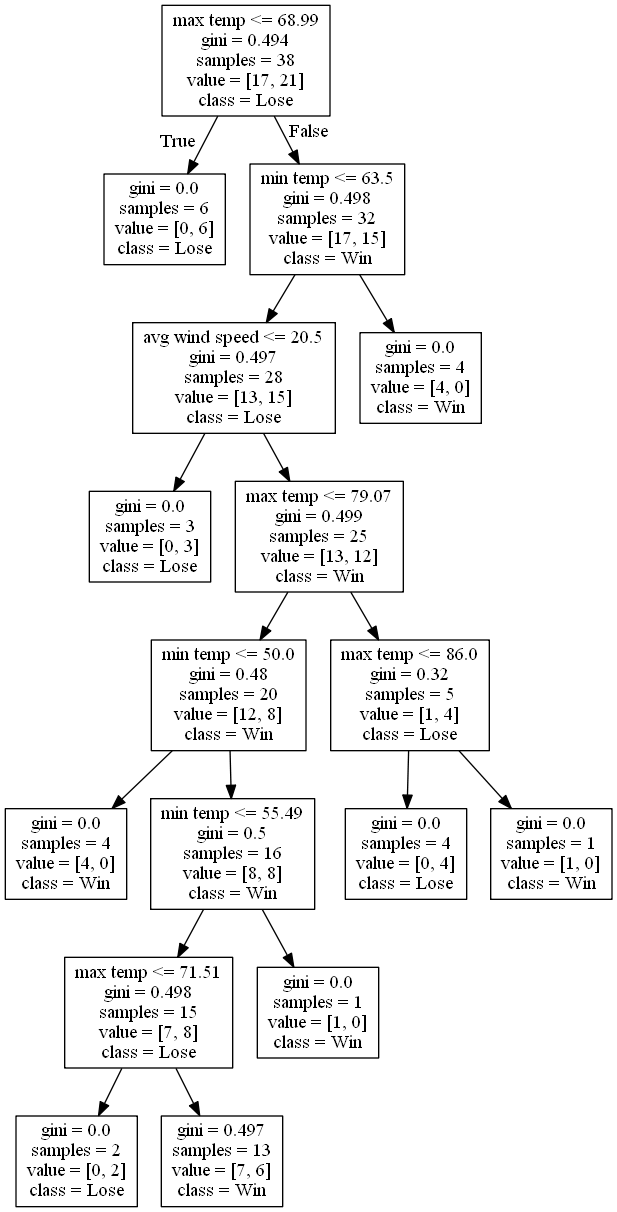 max temp <= 68.99
gini = 0.494
samples = 38
value = [17, 21]
class = Lose
True
False
gini = 0.0
samples = 6
value = [0, 6]
class = Lose
min temp <= 63.5
gini = 0.498
samples = 32
value = [17, 15]
class = Win
avg wind speed <= 20.5
gini = 0.497
samples = 28
value = [13, 15]
class = Lose
gini = 0.0
samples = 4
value = [4, 0]
class = Win
gini = 0.0
samples = 3
value = [0, 3]
class = Lose
max temp <= 79.07
gini = 0.499
samples = 25
value = [13, 12]
class = Win
min temp <= 50.0
gini = 0.48
samples = 20
value = [12, 8]
class = Win
max temp <= 86.0
gini = 0.32
samples = 5
value = [1, 4]
class = Lose
gini = 0.0
samples = 4
value = [4, 0]
class = Win
min temp <= 55.49
gini = 0.5
samples = 16
value = [8, 8]
class = Win
gini = 0.0
samples = 4
value = [0, 4]
class = Lose
gini = 0.0
samples = 1
value = [1, 0]
class = Win
max temp <= 71.51
gini = 0.498
samples = 15
value = [7, 8]
class = Lose
gini = 0.0
samples = 1
value = [1, 0]
class = Win
gini = 0.0
samples = 2
value = [0, 2]
class = Lose
gini = 0.497
samples = 13
value = [7, 6]
class = Win